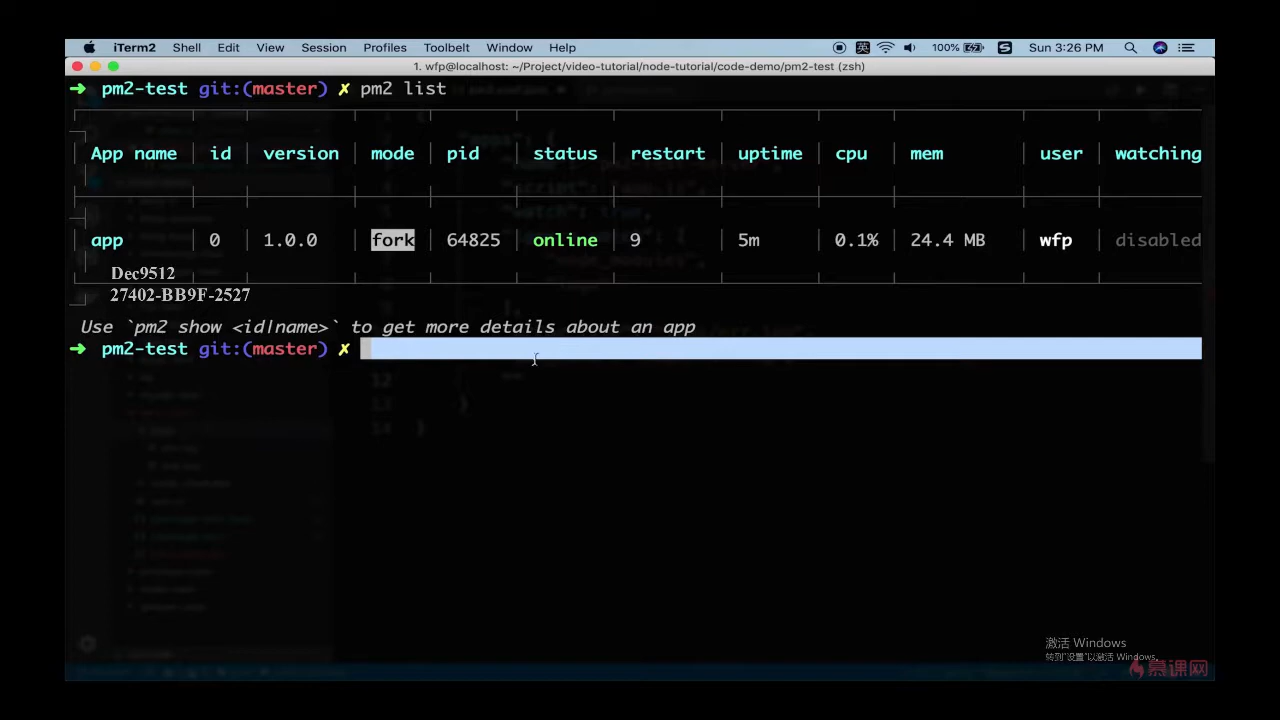 iTerm2 Shell Edit View Session Profiles Toolbelt Window Help 英 100% Sun 3:26 PM
1. wfp@localhost: ~/Project/video-tutorial/node-tutorial/code-demo/pm2-test (zsh)
➜ pm2-test git:(master) ✗ pm2 list
App name id version mode pid status restart uptime cpu mem user watching
app 0 1.0.0 fork 64825 online 9 5m 0.1% 24.4 MB wfp disabled
Dec9512
27402-BB9F-2527
Use `pm2 show <id|name>` to get more details about an app
➜ pm2-test git:(master) ✗
12
13 }
14 }
激活 Windows
转到"设置"以激活 Windows。
慕课网